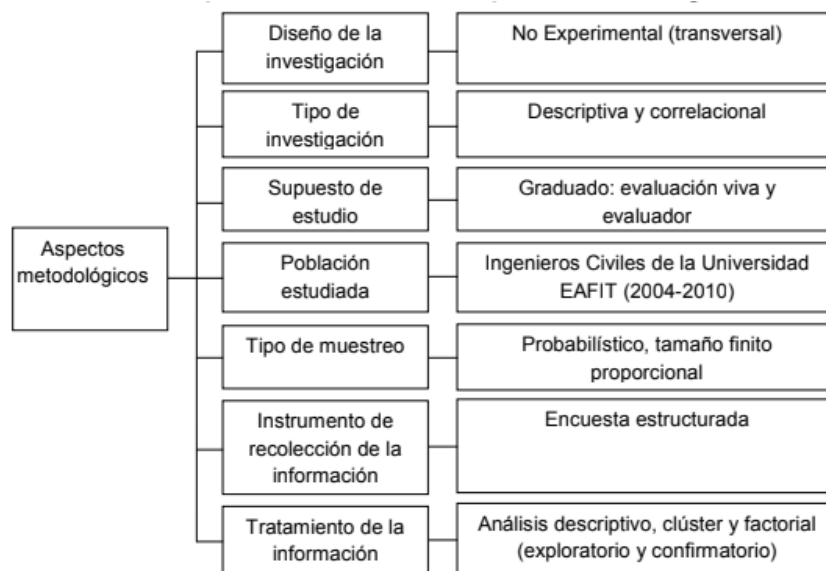 Aspectos
metodológicos
Diseño de la
investigación
No Experimental (transversal)
Tipo de
investigación
Descriptiva y correlacional
Supuesto de
estudio
Graduado: evaluación viva y
evaluador
Población
estudiada
Ingenieros Civiles de la Universidad
EAFIT (2004-2010)
Tipo de muestreo
Probabilístico, tamaño finito
proporcional
Instrumento de
recolección de la
información
Encuesta estructurada
Tratamiento de la
información
Análisis descriptivo, clúster y factorial
(exploratorio y confirmatorio)